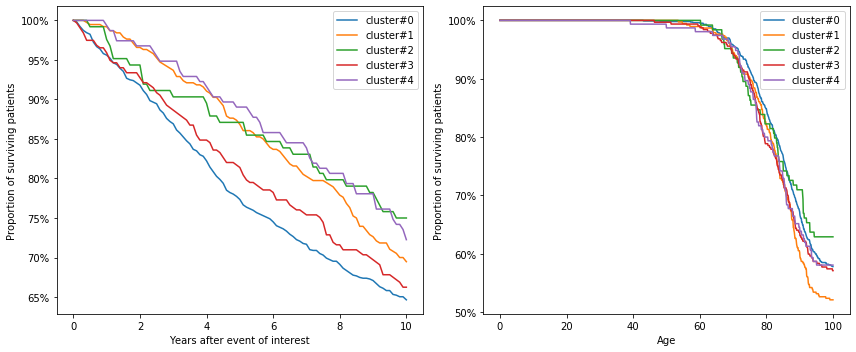 100%
95%
90%
85%
80%
75%
70%
65%
Proportion of surviving patients
0
2
4
6
8
10
Years after event of interest
cluster#0
cluster#1
cluster#2
cluster#3
cluster#4
100%
90%
80%
70%
60%
50%
Proportion of surviving patients
0
20
40
60
80
100
Age
cluster#0
cluster#1
cluster#2
cluster#3
cluster#4